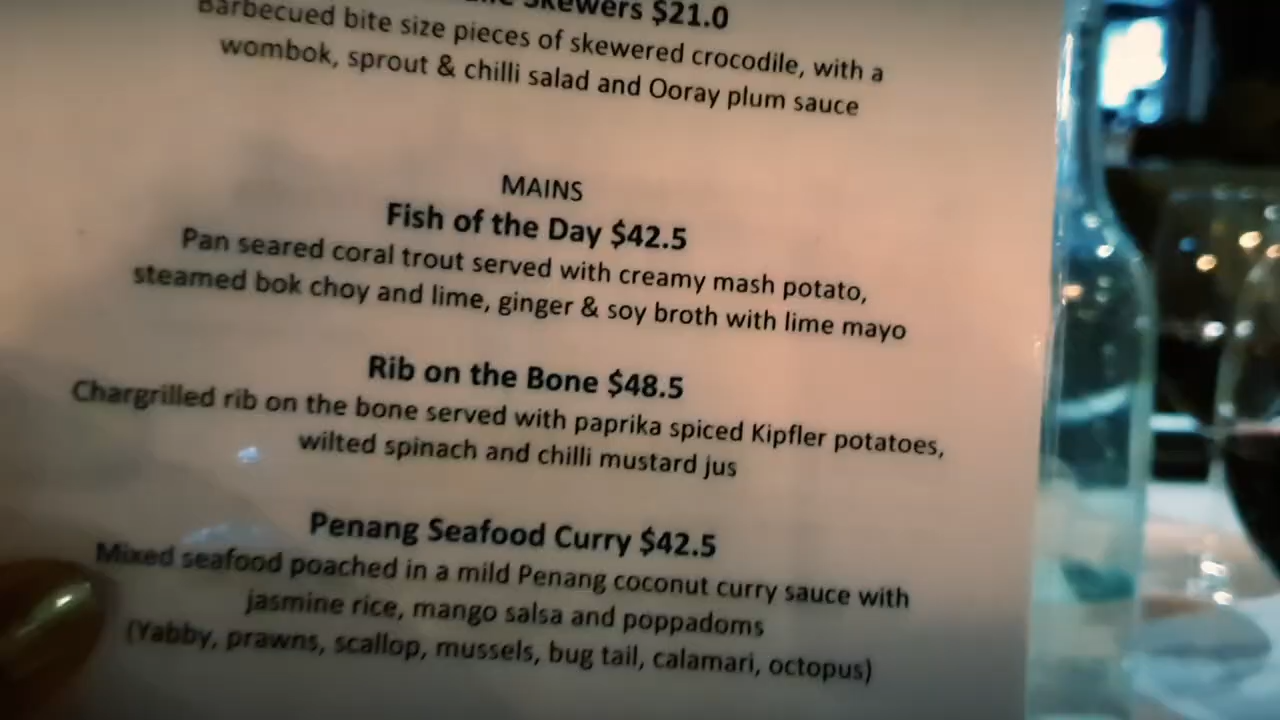 Skewers $21.0
Barbecued bite size pieces of skewered crocodile, with a
wombok, sprout & chilli salad and Ooray plum sauce
MAINS
Fish of the Day $42.5
Pan seared coral trout served with creamy mash potato,
steamed bok choy and lime, ginger & soy broth with lime mayo
Rib on the Bone $48.5
Chargrilled rib on the bone served with paprika spiced Kipfler potatoes,
wilted spinach and chilli mustard jus
Penang Seafood Curry $42.5
Mixed seafood poached in a mild Penang coconut curry sauce with
jasmine rice, mango salsa and poppadoms
(Yabby, prawns, scallop, mussels, bug tail, calamari, octopus)